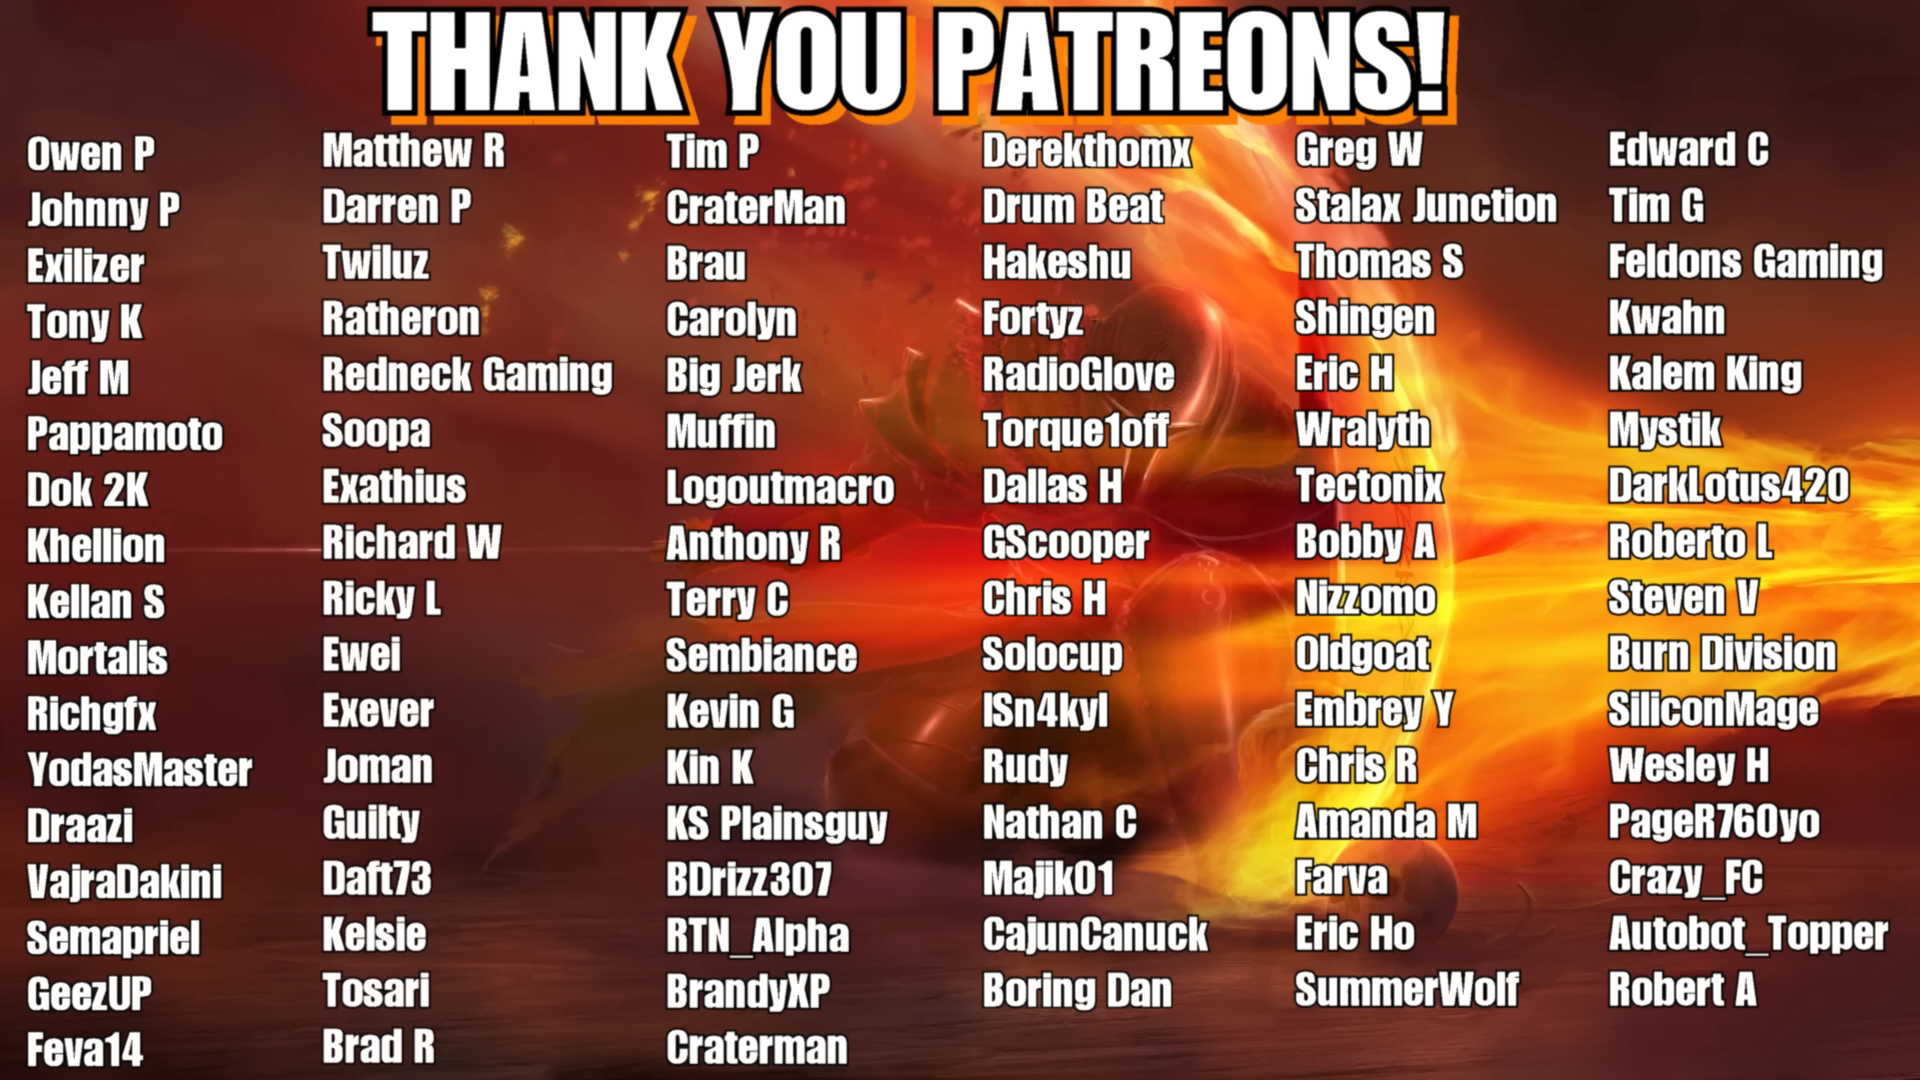 THANK YOU PATREONS!
Owen P
Johnny P
Exilizer
Tony K
Jeff M
Pappamoto
Dok 2K
Khellion
Kellan S
Mortalis
Richgfx
YodasMaster
Draazi
VajraDakini
Semapriel
GeezUP
Feva14
Matthew R
Darren P
Twiluz
Ratheron
Redneck Gaming
Soopa
Exathius
Richard W
Ricky L
Ewei
Exever
Joman
Guilty
Daft73
Kelsie
Tosari
Brad R
Tim P
CraterMan
Brau
Carolyn
Big Jerk
Muffin
Logoutmacro
Anthony R
Terry C
Sembiance
Kevin G
Kin K
KS Plainsguy
BDrizz307
RTN_Alpha
BrandyXP
Craterman
Derekthomx
Drum Beat
Hakeshu
Fortyz
RadioGlove
Torque1off
Dallas H
GScooper
Chris H
Solocup
ISn4kyI
Rudy
Nathan C
Majik01
CajunCanuck
Boring Dan
Greg W
Stalax Junction
Thomas S
Shingen
Eric H
Wralyth
Tectonix
Bobby A
Nizzomo
Oldgoat
Embrey Y
Chris R
Amanda M
Farva
Eric Ho
SummerWolf
Edward C
Tim G
Feldons Gaming
Kwahn
Kalem King
Mystik
DarkLotus420
Roberto L
Steven V
Burn Division
SiliconMage
Wesley H
PageR760yo
Crazy_FC
Autobot_Topper
Robert A